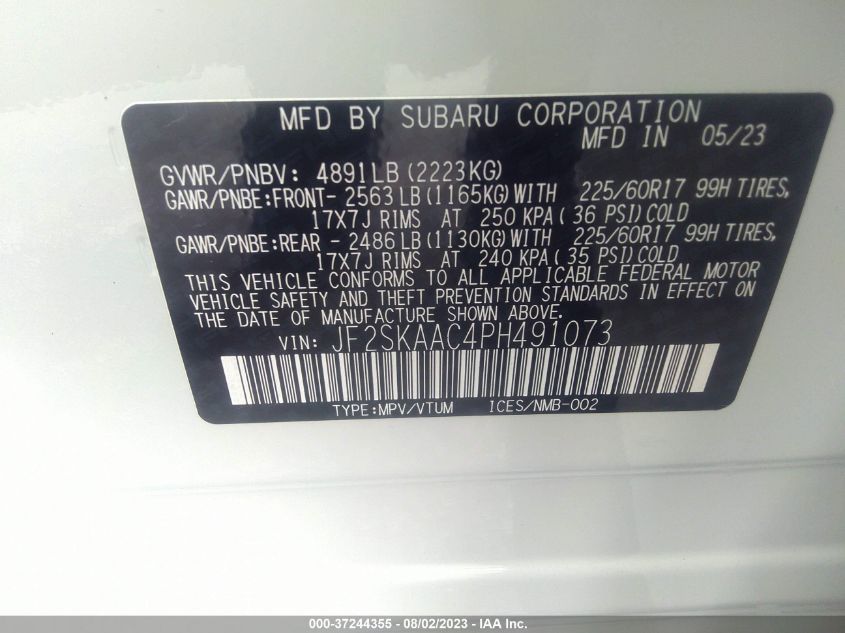 MFD BY SUBARU CORPORATION
MFD IN 05/23
GVWR/PNBV: 4891LB (2223KG)
GAWR/PNBE:FRONT- 2563LB (1165KG) WITH 225/60R17 99H TIRES,
17X7J RIMS AT 250 KPA ( 36 PSI) COLD
GAWR/PNBE:REAR - 2486LB (1130KG) WITH 225/60R17 99H TIRES,
17X7J RIMS AT 240 KPA ( 35 PSI) COLD
THIS VEHICLE CONFORMS TO ALL APPLICABLE FEDERAL MOTOR
VEHICLE SAFETY AND THEFT PREVENTION STANDARDS IN EFFECT ON
THE DATE OF MANUFACTURE SHOWN ABOVE.
VIN: JF2SKAAC4PH491073
TYPE:MPV/VTUM ICES/NMB-002
000-37244355 - 08/02/2023 - IAA Inc.